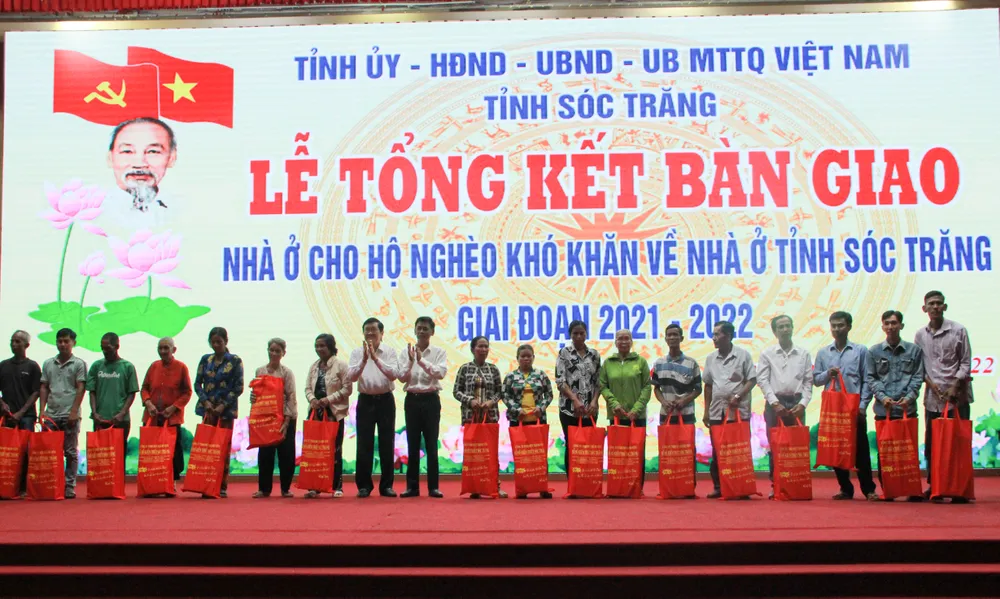 TỈNH ỦY - HĐND - UBND - UB MTTQ VIỆT NAM
TỈNH SÓC TRĂNG
LỄ TỔNG KẾT BÀN GIAO
NHÀ Ở CHO HỘ NGHÈO KHÓ KHĂN VỀ NHÀ Ở TỈNH SÓC TRĂNG
GIAI ĐOẠN 2021 - 2022
22